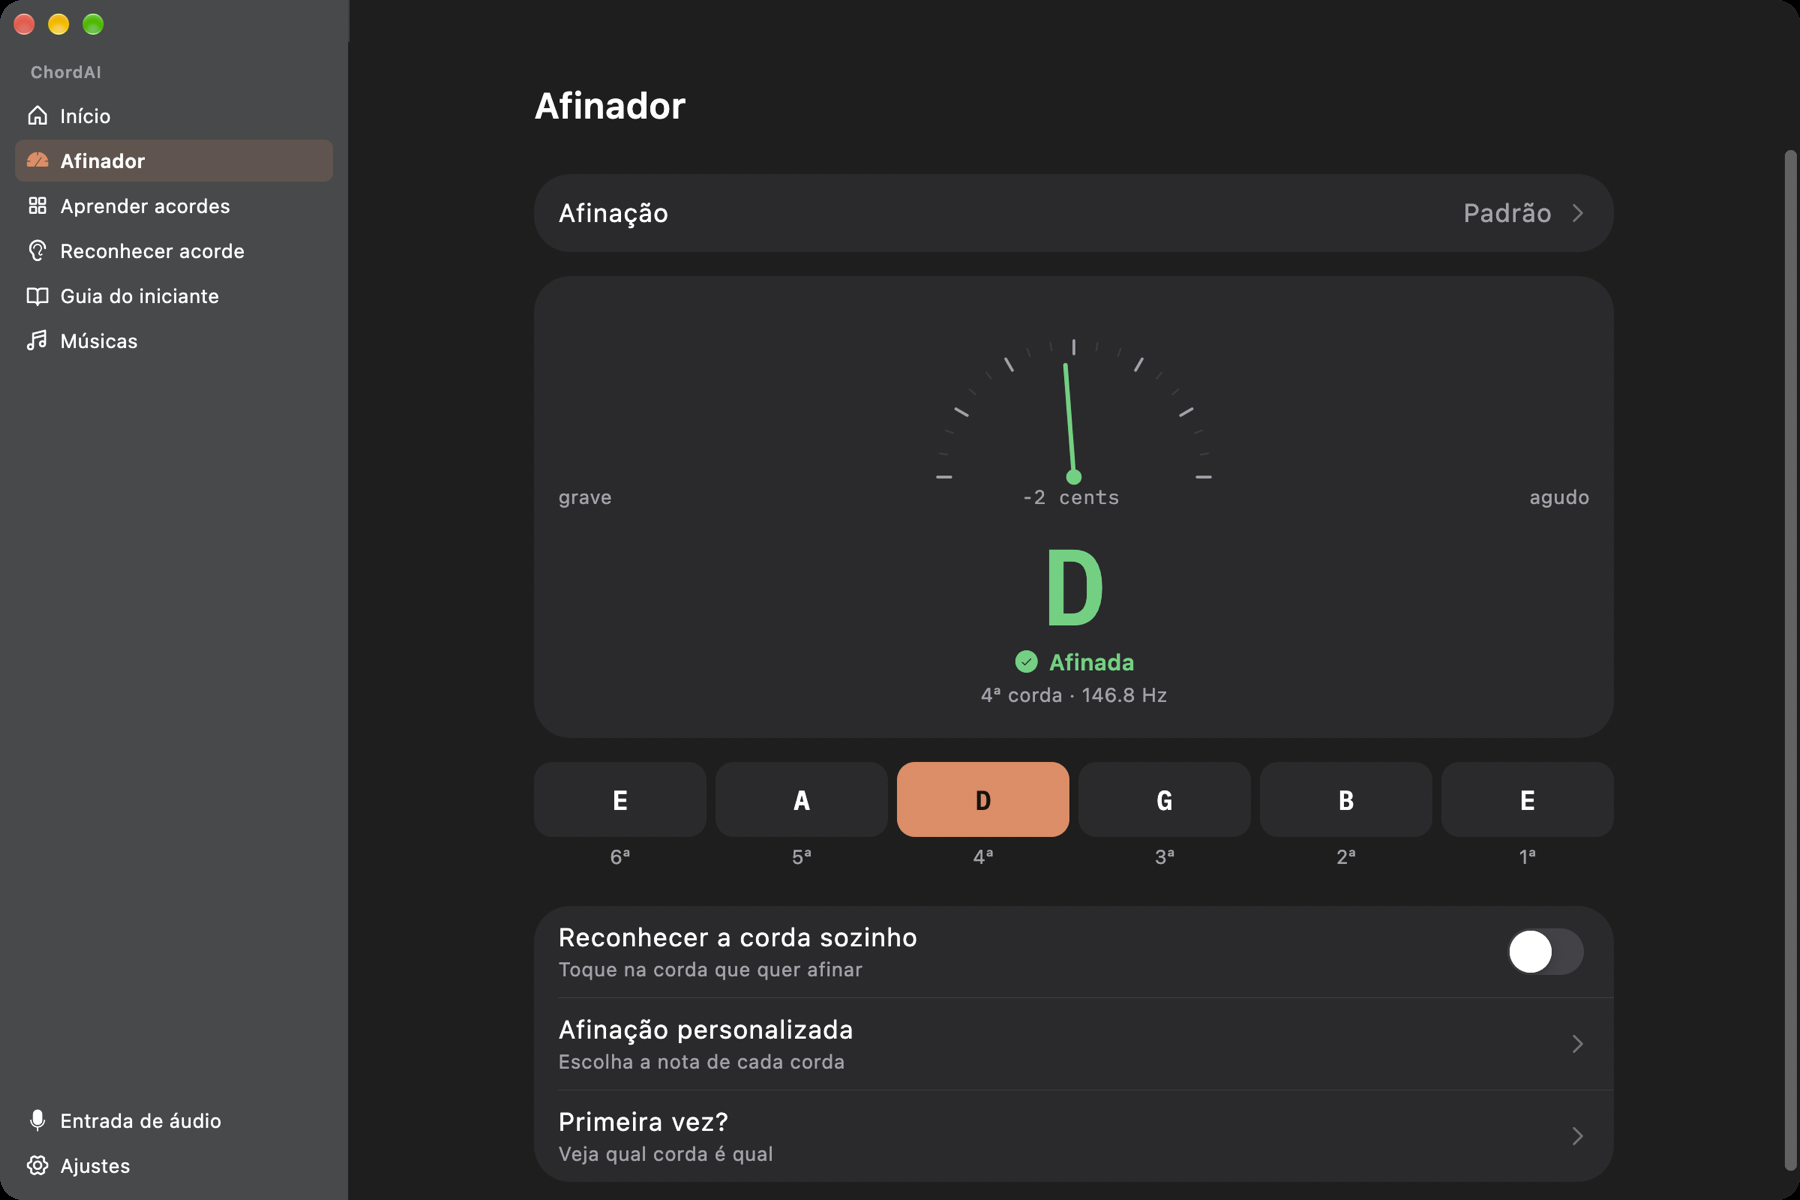 ChordAI
Início
Afinador
Aprender acordes
Reconhecer acorde
Guia do iniciante
Músicas
Entrada de áudio
Ajustes
Afinador
Afinação
Padrão
grave
-2 cents
agudo
D
Afinada
4ª corda · 146.8 Hz
E A D G B E
6ª 5ª 4ª 3ª 2ª 1ª
Reconhecer a corda sozinho
Toque na corda que quer afinar
Afinação personalizada
Escolha a nota de cada corda
Primeira vez?
Veja qual corda é qual